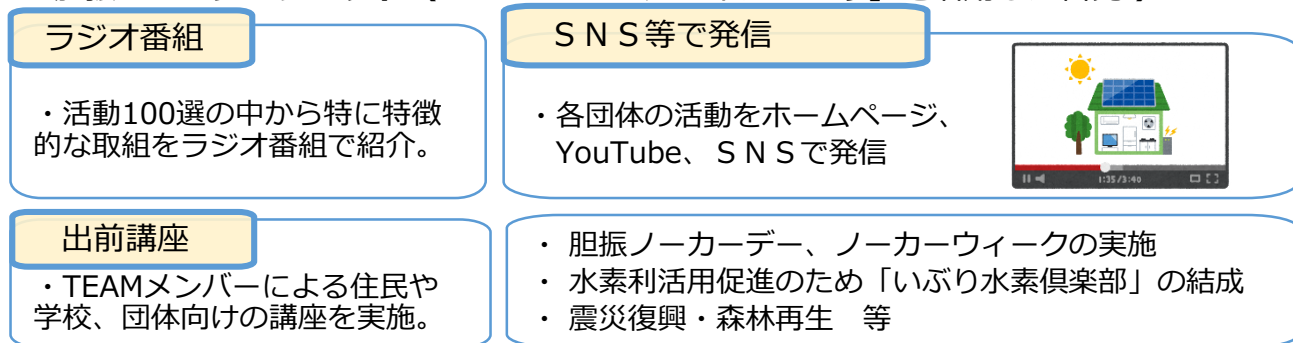 ラジオ番組
・活動100選の中から特に特徴
的な取組をラジオ番組で紹介。
ＳＮＳ等で発信
・各団体の活動をホームページ、
YouTube、ＳＮＳで発信
1:35/3:40
出前講座
・TEAMメンバーによる住民や
学校、団体向けの講座を実施。
・ 胆振ノーカーデー、ノーカーウィークの実施
・ 水素利活用促進のため「いぶり水素倶楽部」の結成
・ 震災復興・森林再生　等